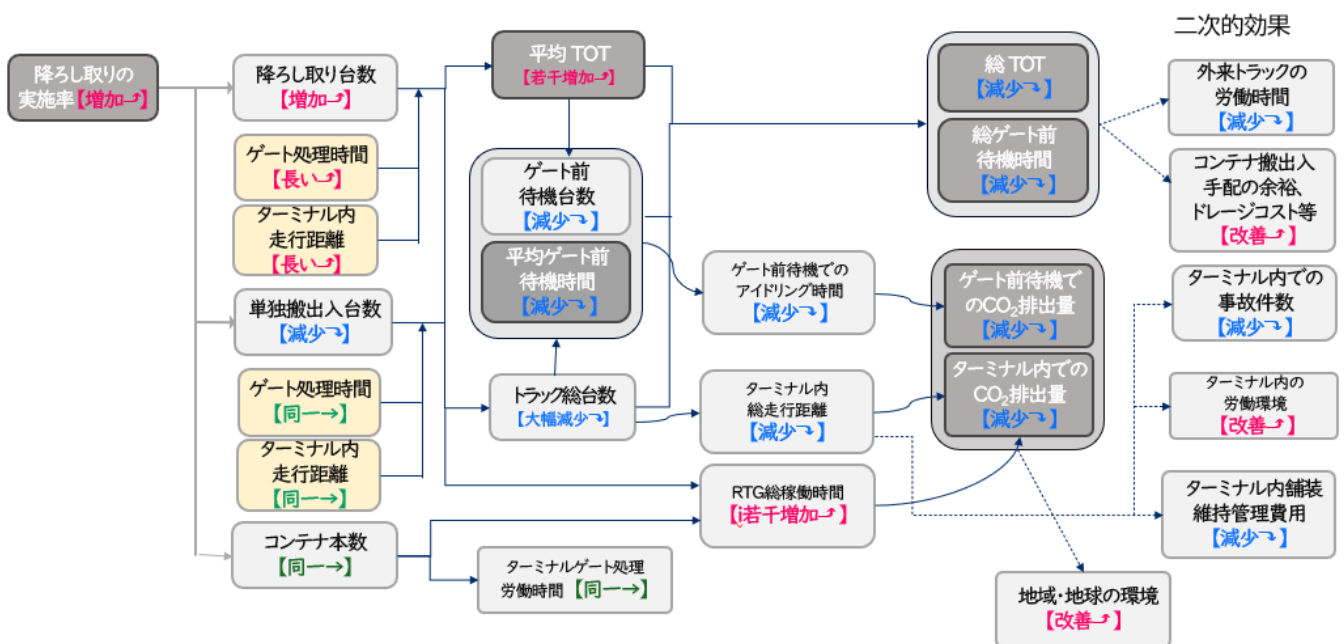 二次的効果
降ろし取りの
実施率【増加⤴】
降ろし取り台数
【増加⤴】
ゲート処理時間
【長い⤴】
ターミナル内
走行距離
【長い⤴】
単独搬出入台数
【減少⤵】
ゲート処理時間
【同一→】
ターミナル内
走行距離
【同一→】
コンテナ本数
【同一→】
平均 TOT
【若干増加⤴】
ゲート前
待機台数
【減少⤵】
平均ゲート前
待機時間
【減少⤵】
トラック総台数
【大幅減少⤵】
ターミナルゲート処理
労働時間【同一→】
ゲート前待機での
アイドリング時間
【減少⤵】
ターミナル内
総走行距離
【減少⤵】
RTG総稼働時間
【i若干増加⤴】
総 TOT
【減少⤵】
総ゲート前
待機時間
【減少⤵】
ゲート前待機で
のCO₂排出量
【減少⤵】
ターミナル内での
CO₂排出量
【減少⤵】
地域・地球の環境
【改善⤴】
外来トラックの
労働時間
【減少⤵】
コンテナ搬出入
手配の余裕、
ドレージコスト等
【改善⤴】
ターミナル内での
事故件数
【減少⤵】
ターミナル内の
労働環境
【改善⤴】
ターミナル内舗装
維持管理費用
【減少⤵】